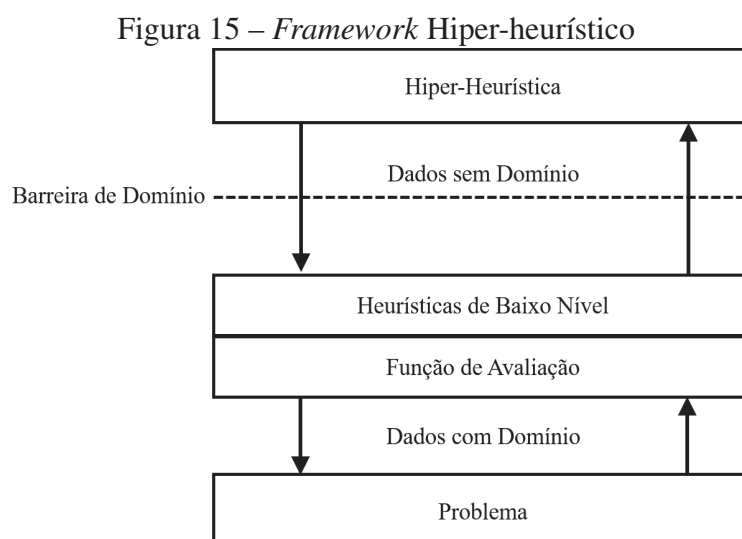 Figura 15 – Framework Hiper-heurístico
Hiper-Heurística
Dados sem Domínio
Barreira de Domínio
Heurísticas de Baixo Nível
Função de Avaliação
Dados com Domínio
Problema